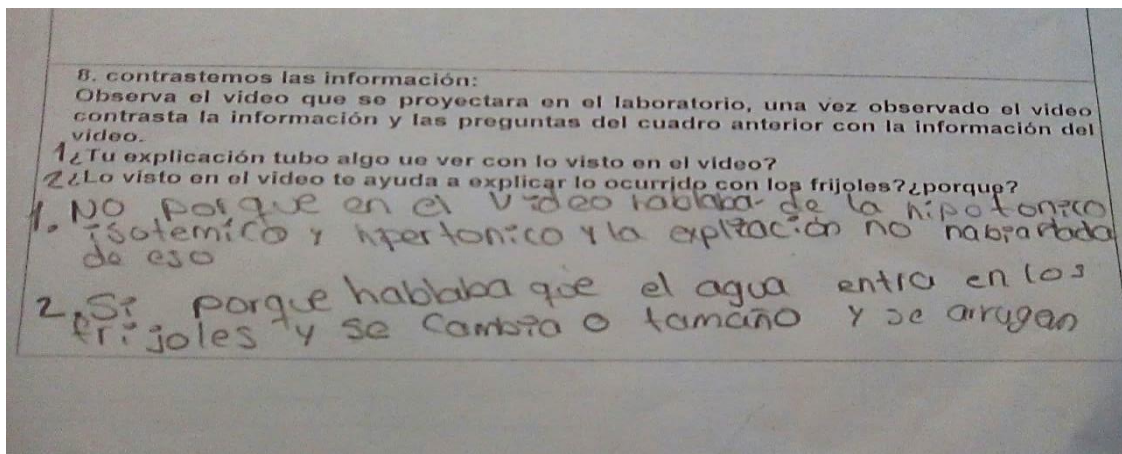 8. contrastemos las información:
Observa el video que se proyectara en el laboratorio, una vez observado el video
contrasta la información y las preguntas del cuadro anterior con la información del
video.
1 ¿Tu explicación tubo algo ue ver con lo visto en el video?
2 ¿Lo visto en el video te ayuda a explicar lo ocurrido con los frijoles?¿porque?
1. NO porque en el video hablaba de la hipotonico
isotemico y hipertonico y la explicación no
de eso
2. Si porque hablaba que el agua entra en los
frijoles y se cambia o tamaño y se arrugan